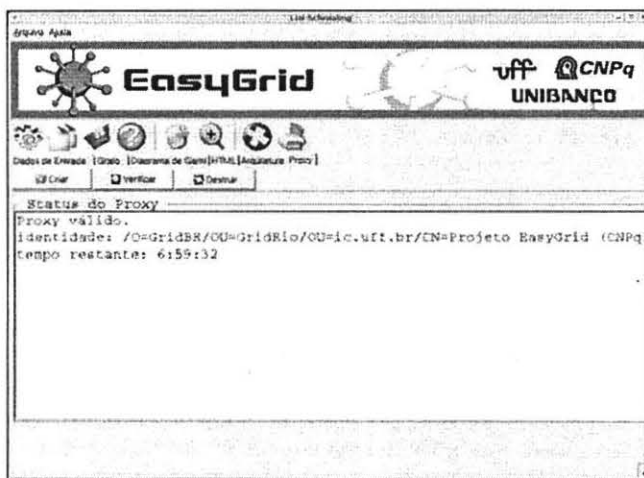 List Scheduling
Arquivo Ajuda
EasyGrid
uff CNPq
UNIBANCO
Dados de Entrada |Grafo |Diagrama de Gantt|HTML|Arquitetura Proxy|
Criar Verificar Destruir
Status do Proxy
Proxy válido.
identidade: /O=GridBR/OU=GridRio/OU=ic.uff.br/CN=Projeto EasyGrid (CNPq
tempo restante: 6:59:32